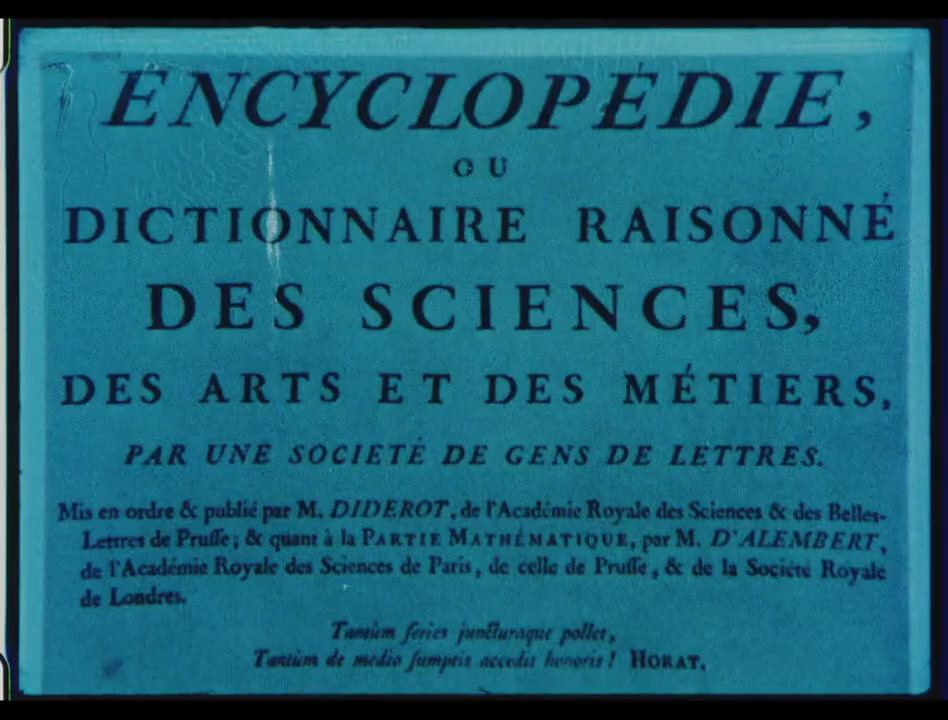 ENCYCLOPÉDIE,
OU
DICTIONNAIRE RAISONNÉ
DES SCIENCES,
DES ARTS ET DES MÉTIERS,
PAR UNE SOCIETÉ DE GENS DE LETTRES.
Mis en ordre & publié par M. DIDEROT, de l'Académie Royale des Sciences & des Belles-
Lettres de Pruſſe; & quant à la PARTIE MATHÉMATIQUE, par M. D'ALEMBERT,
de l'Académie Royale des Sciences de Paris, de celle de Pruſſe, & de la Societé Royale
de Londres.
Tantùm ſeries juncturaque pollet,
Tantùm de medio ſumptis accedit honoris! HORAT.